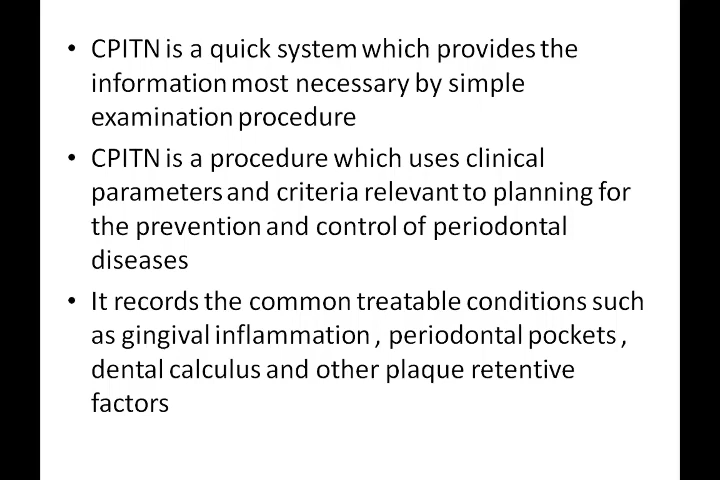 • CPITN is a quick system which provides the
information most necessary by simple
examination procedure
• CPITN is a procedure which uses clinical
parameters and criteria relevant to planning for
the prevention and control of periodontal
diseases
• It records the common treatable conditions such
as gingival inflammation , periodontal pockets ,
dental calculus and other plaque retentive
factors